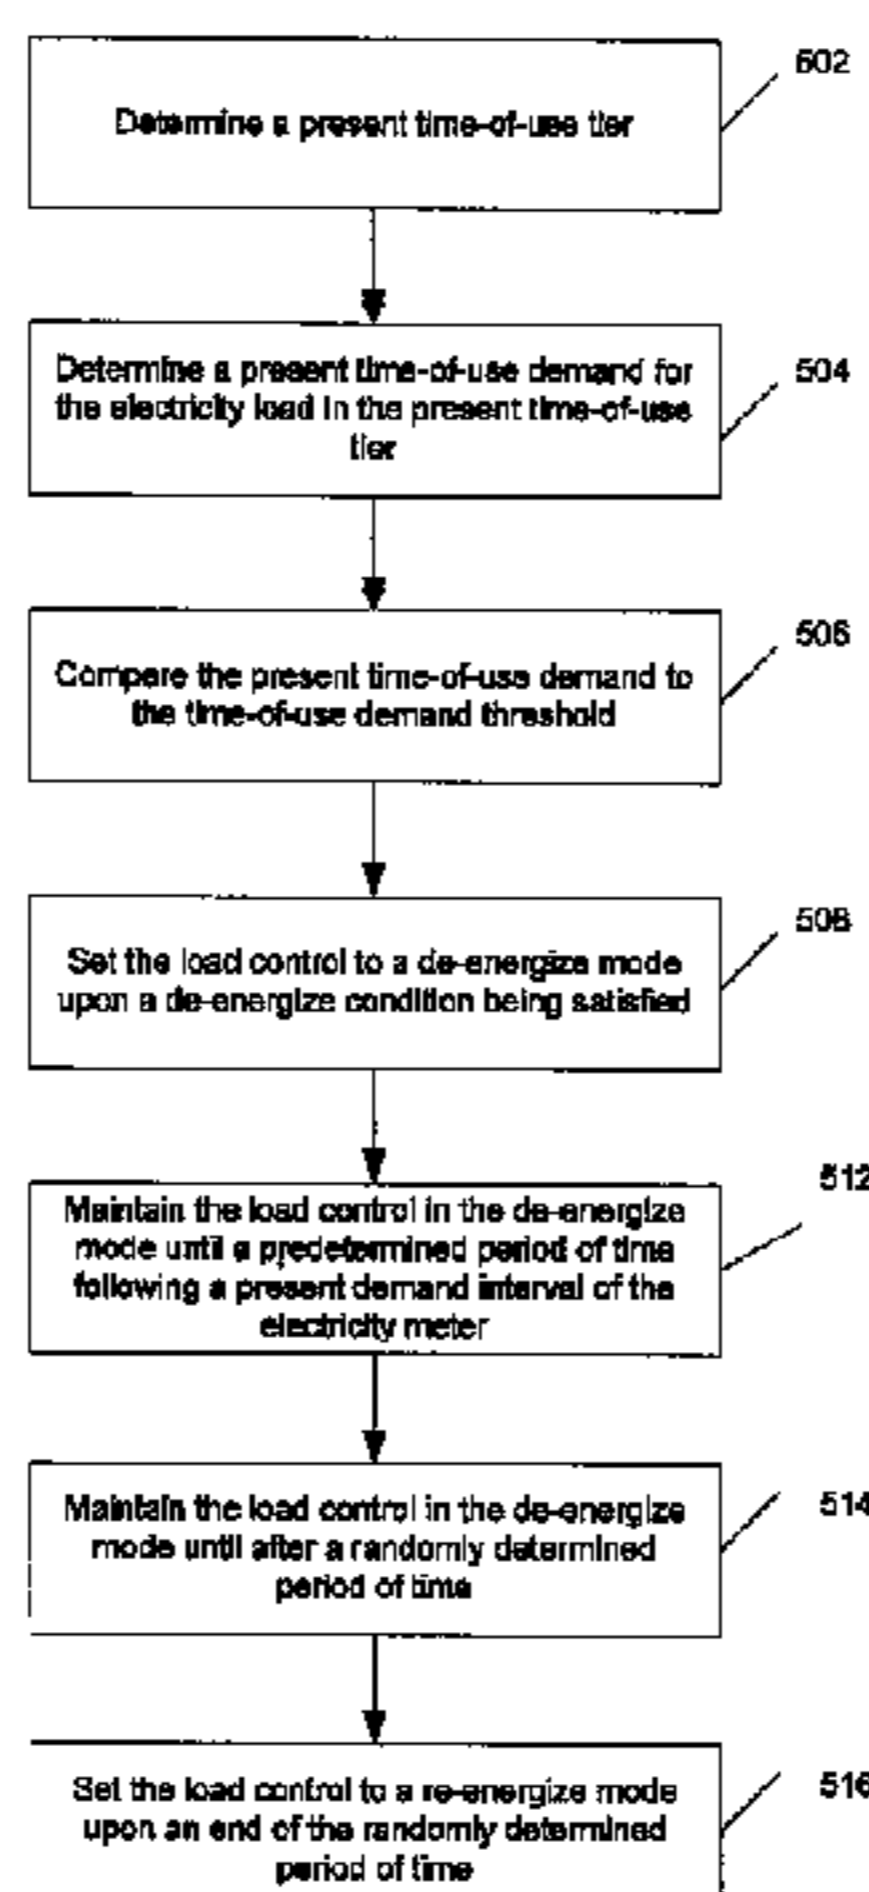 502
Determine a present time-of-use tier
504
Determine a present time-of-use demand for
the electricity load in the present time-of-use
tier
506
Compare the present time-of-use demand to
the time-of-use demand threshold
508
Set the load control to a de-energize mode
upon a de-energize condition being satisfied
512
Maintain the load control in the de-energize
mode until a predetermined period of time
following a present demand interval of the
electricity meter
514
Maintain the load control in the de-energize
mode until after a randomly determined
period of time
516
Set the load control to a re-energize mode
upon an end of the randomly determined
period of time